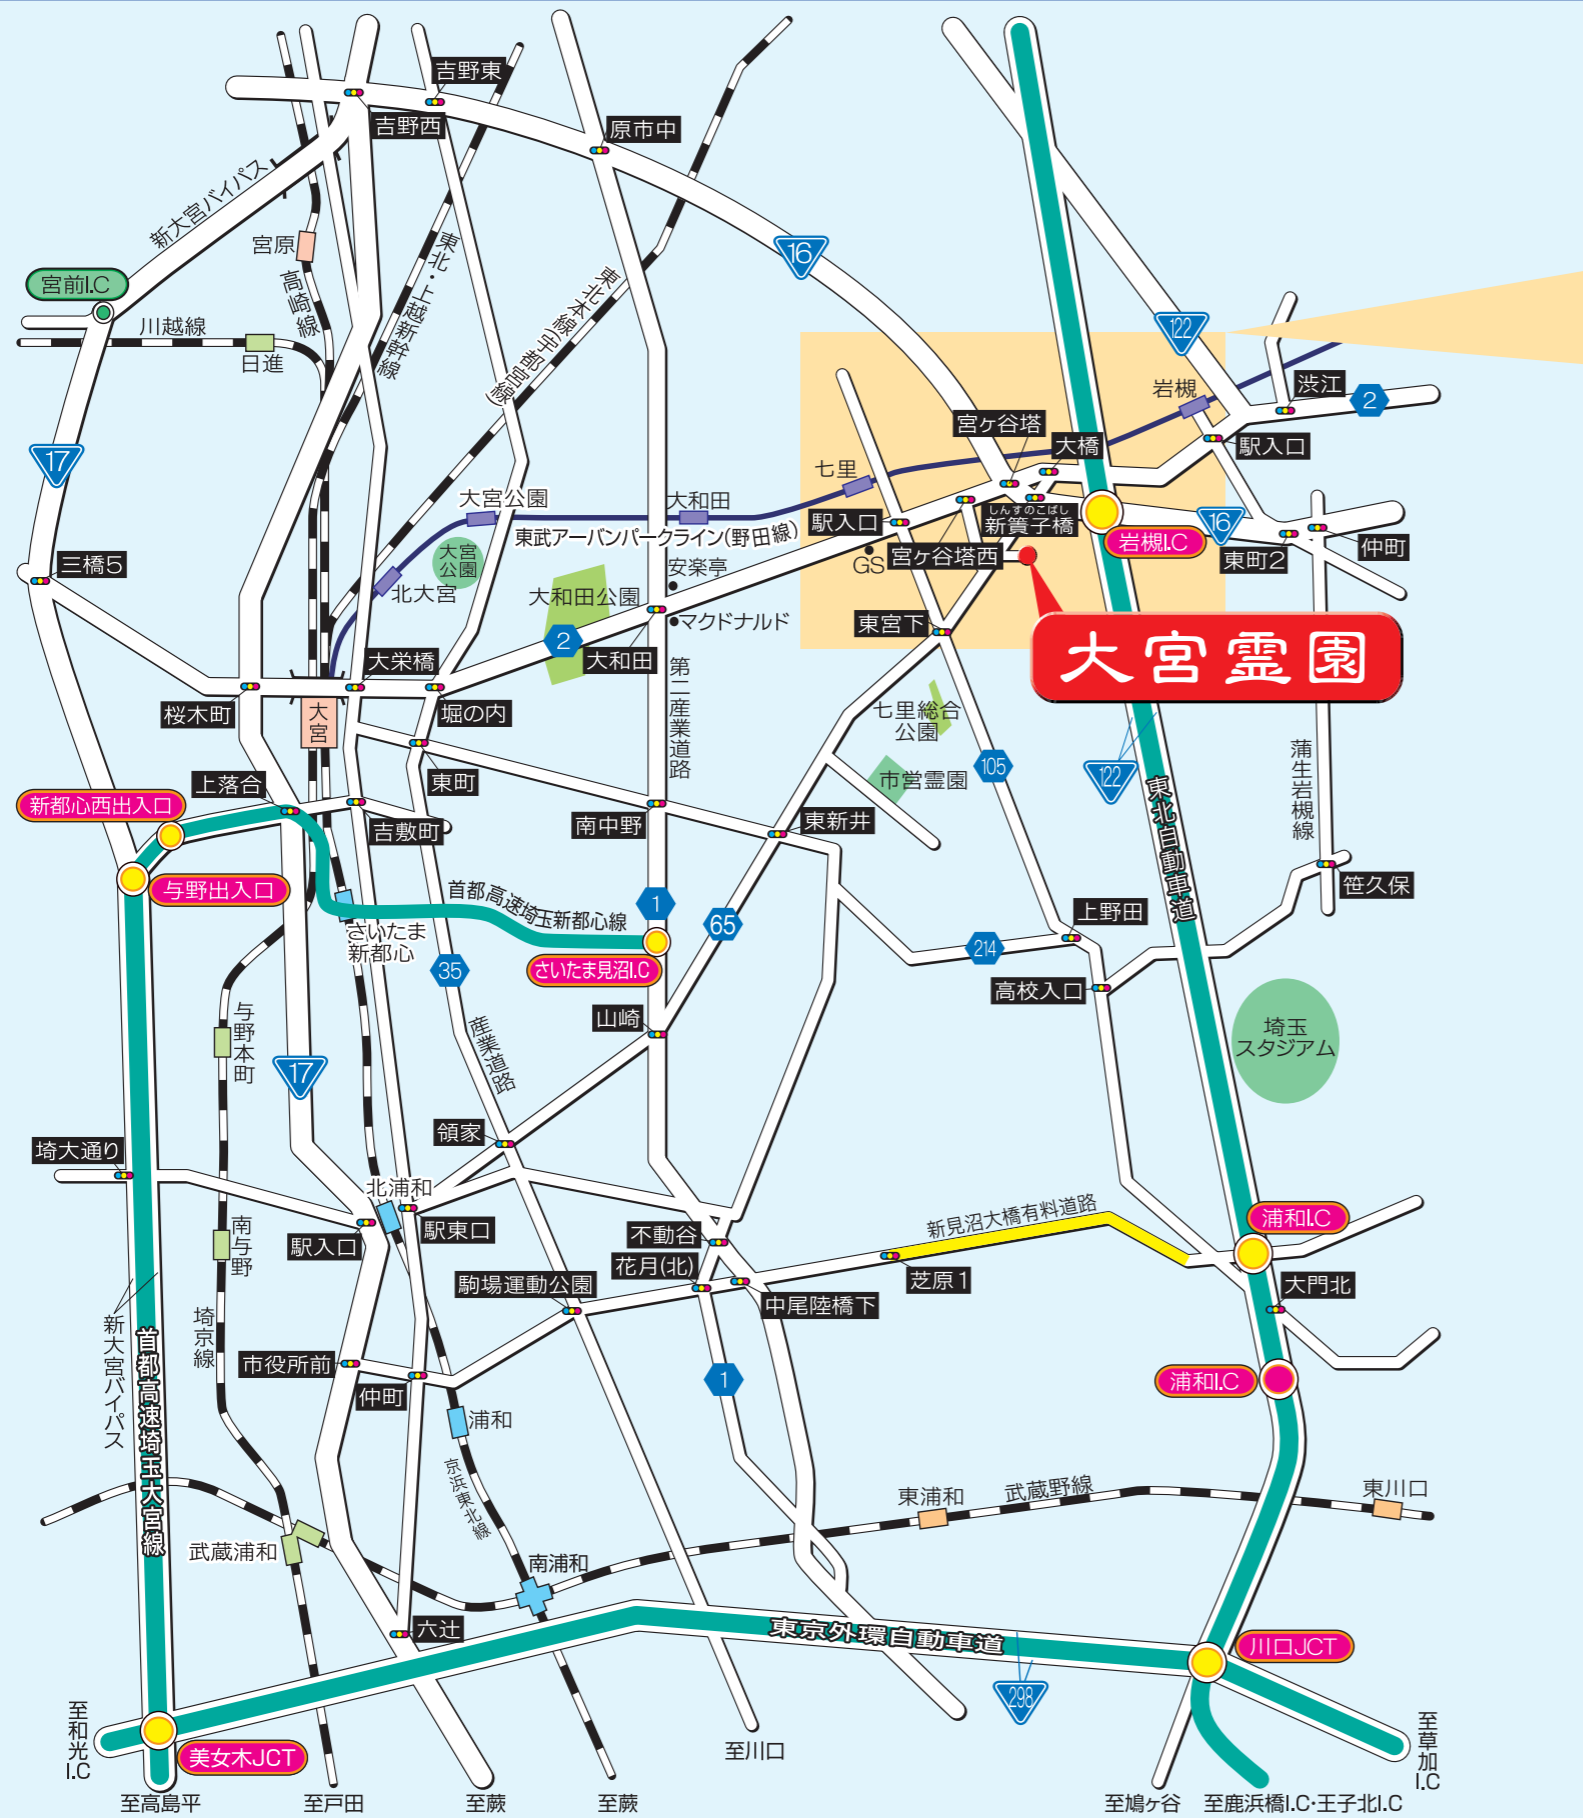 吉野東
吉野西
原市中
新大宮バイパス
宮原
高崎線
東北・上越新幹線
東北本線(宇都宮線)
16
宮前I.C
川越線
日進
122
岩槻
渋江
2
駅入口
宮ヶ谷塔
大橋
17
七里
大宮公園
大和田
東武アーバンパークライン(野田線)
駅入口
しんすのこばし
新簀子橋
16
岩槻I.C
東町2
仲町
宮ヶ谷塔西
GS
三橋5
大宮
公園
北大宮
安楽亭
大和田公園
マクドナルド
東宮下
2
大和田
大宮霊園
大栄橋
桜木町
大宮
堀の内
第二産業道路
七里総合
公園
105
122
東北自動車道
蒲生岩槻線
東町
市営霊園
上落合
新都心西出入口
吉敷町
南中野
東新井
与野出入口
首都高速埼玉新都心線
1
65
笹久保
さいたま
新都心
35
さいたま見沼I.C
上野田
214
高校入口
山崎
埼玉
スタジアム
与野本町
17
産業道路
領家
埼大通り
北浦和
駅東口
駅入口
南与野
不動谷
新見沼大橋有料道路
浦和I.C
花月(北)
芝原1
駒場運動公園
中尾陸橋下
大門北
新大宮バイパス
首都高速埼玉大宮線
埼京線
市役所前
仲町
1
浦和I.C
浦和
京浜東北線
東浦和
武蔵野線
東川口
武蔵浦和
南浦和
六辻
東京外環自動車道
川口JCT
298
至和光I.C
美女木JCT
至川口
至草加I.C
至高島平
至戸田
至蕨
至蕨
至鳩ヶ谷
至鹿浜橋I.C・王子北I.C